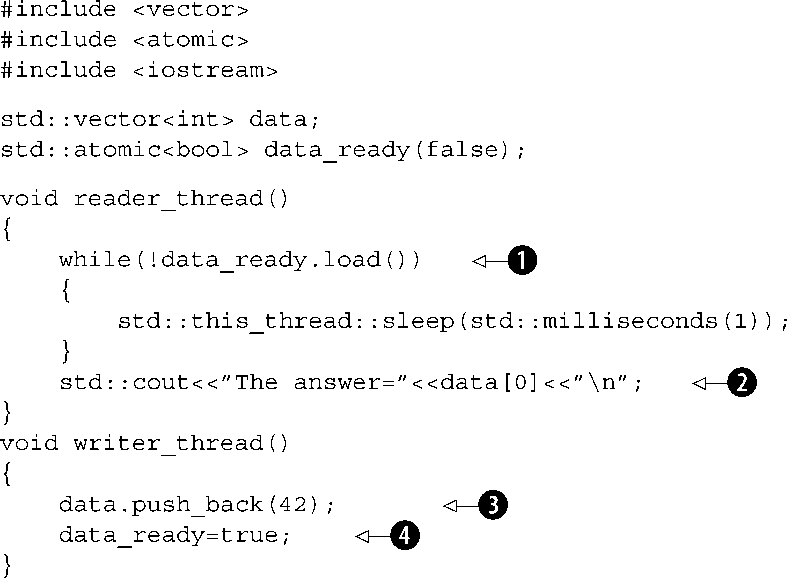 #include <vector>
#include <atomic>
#include <iostream>
std::vector<int> data;
std::atomic<bool> data_ready(false);
void reader_thread()
{
while(!data_ready.load()) 1
{
std::this_thread::sleep(std::milliseconds(1));
}
std::cout<<"The answer="<<data[0]<<"\n"; 2
}
void writer_thread()
{
data.push_back(42); 3
data_ready=true; 4
}